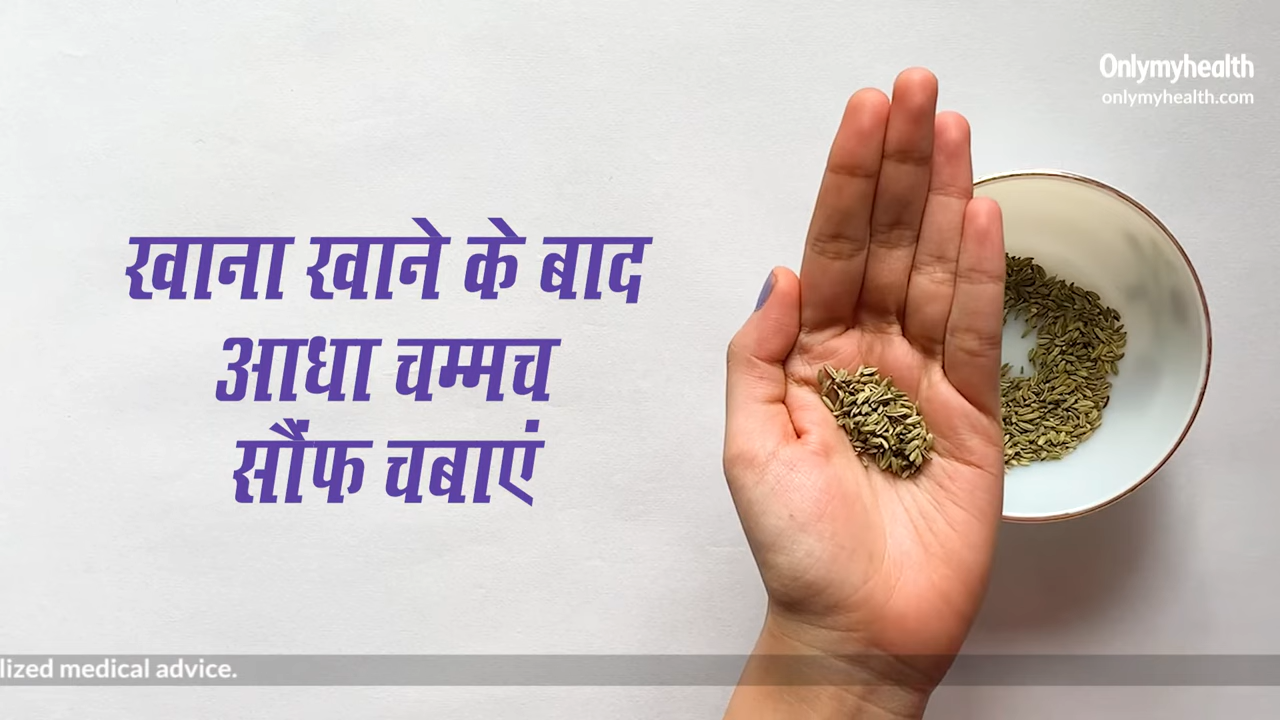 Onlymyhealth
onlymyhealth.com
खाना खाने के बाद
आधा चम्मच
सौंफ चबाएं
lized medical advice.